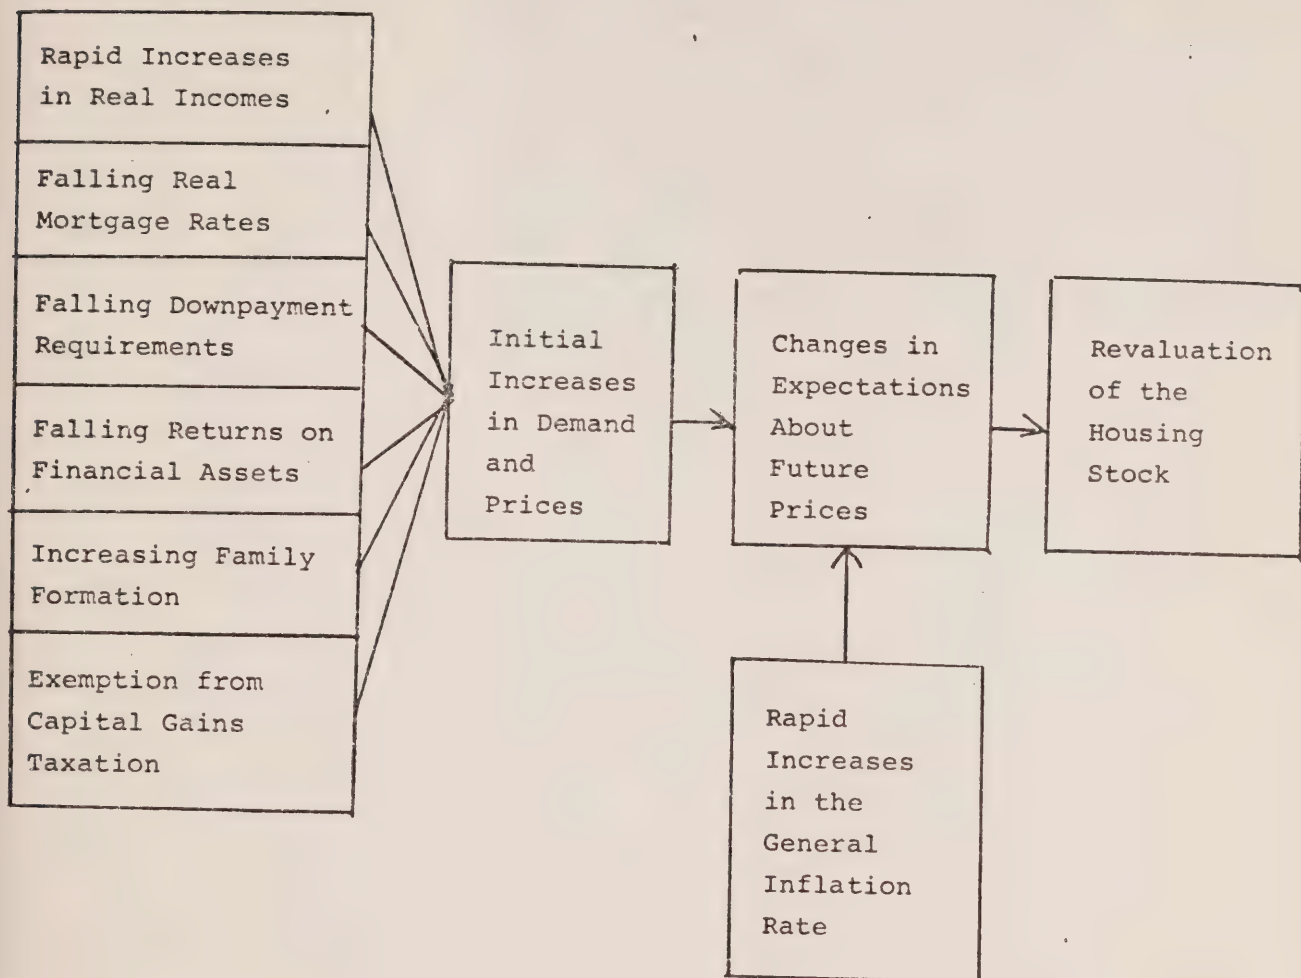 Rapid Increases
in Real Incomes
Falling Real
Mortgage Rates
Falling Downpayment
Requirements
Falling Returns on
Financial Assets
Increasing Family
Formation
Exemption from
Capital Gains
Taxation
Initial
Increases
in Demand
and
Prices
Changes in
Expectations
About
Future
Prices
Revaluation
of the
Housing
Stock
Rapid
Increases
in the
General
Inflation
Rate